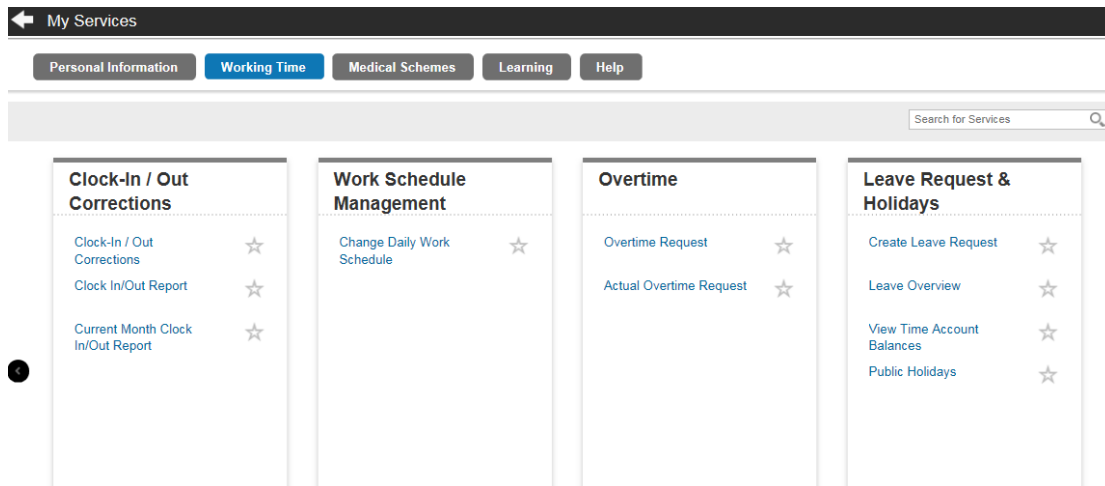 My Services
Personal Information
Working Time
Medical Schemes
Learning
Help
Search for Services
Clock-In / Out
Corrections
Clock-In / Out
Corrections
Clock In/Out Report
Current Month Clock
In/Out Report
Work Schedule
Management
Change Daily Work
Schedule
Overtime
Overtime Request
Actual Overtime Request
Leave Request &
Holidays
Create Leave Request
Leave Overview
View Time Account
Balances
Public Holidays